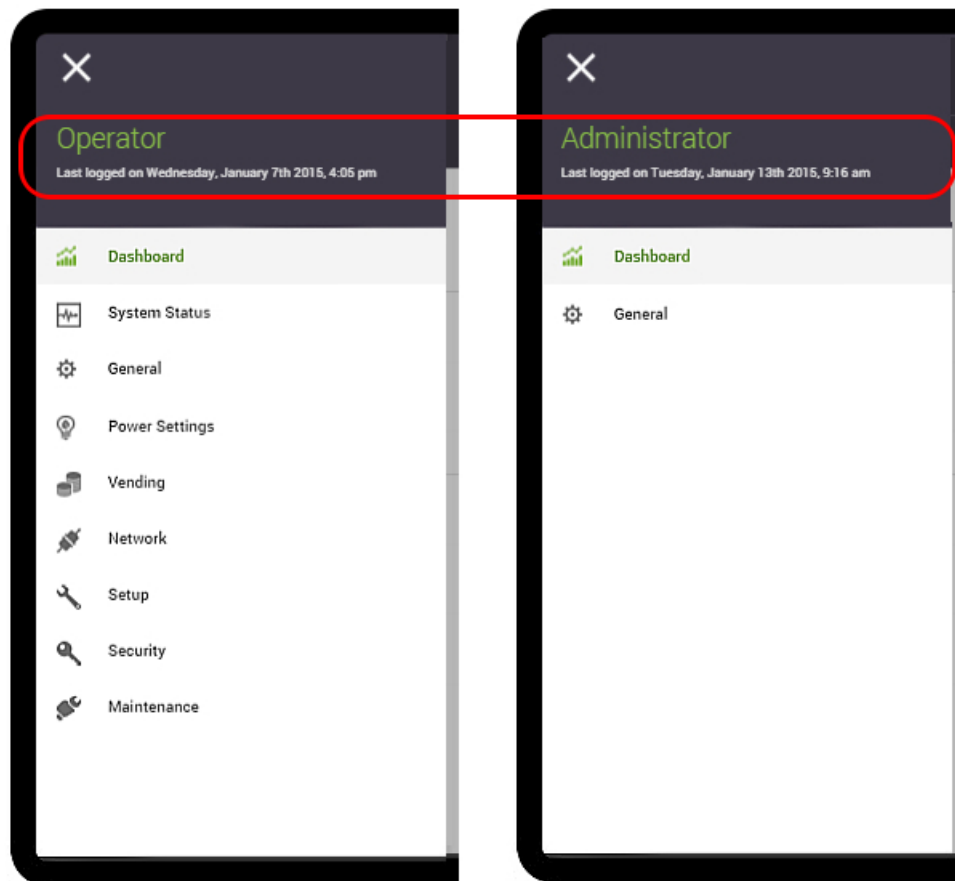 Operator
Last logged on Wednesday, January 7th 2015, 4:05 pm
Dashboard
System Status
General
Power Settings
Vending
Network
Setup
Security
Maintenance
Administrator
Last logged on Tuesday, January 13th 2015, 9:16 am
Dashboard
General